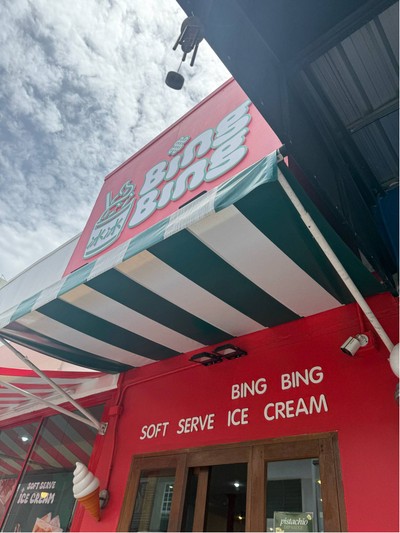 Bing
Bing
BING BING
SOFT SERVE ICE CREAM
SOFT SERVE
ICE CREAM
pistachio